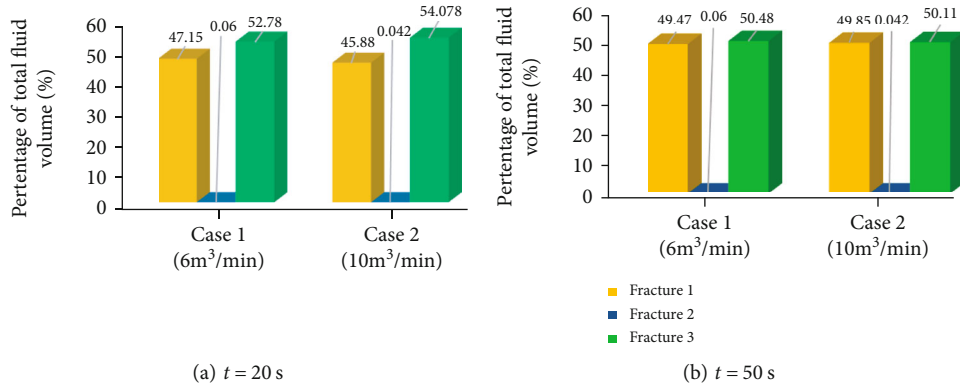 Pertentage of total fluid
volume (%)
60
50
40
30
20
10
0
47.15
0.06
52.78
45.88
0.042
54.078
Case 1
(6m³/min)
Case 2
(10m³/min)
(a) t = 20 s
Pertentage of total fluid
volume (%)
60
50
40
30
20
10
0
49.47
0.06
50.48
49.85
0.042
50.11
Case 1
(6m³/min)
Case 2
(10m³/min)
Fracture 1
Fracture 2
Fracture 3
(b) t = 50 s